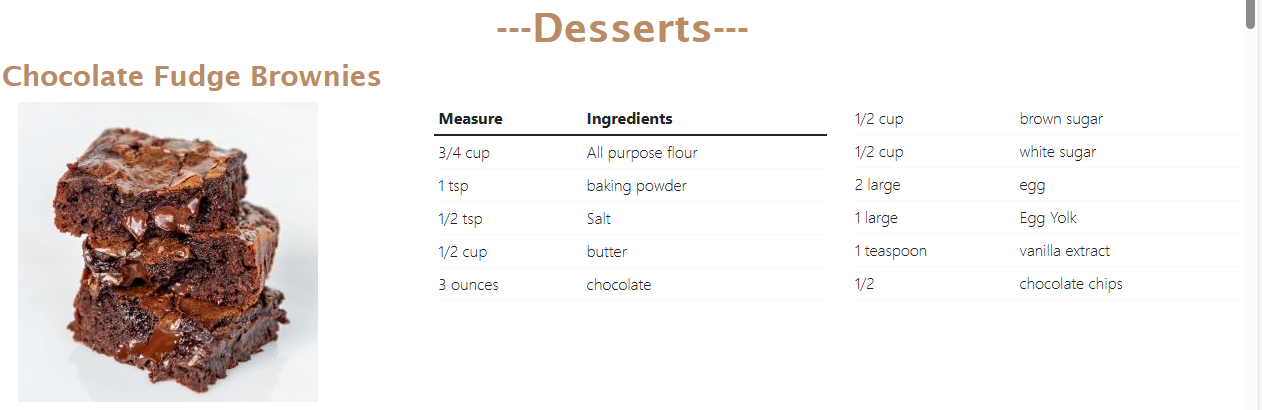 ---Desserts---
Chocolate Fudge Brownies
Measure Ingredients
3/4 cup All purpose flour
1 tsp baking powder
1/2 tsp Salt
1/2 cup butter
3 ounces chocolate
1/2 cup brown sugar
1/2 cup white sugar
2 large egg
1 large Egg Yolk
1 teaspoon vanilla extract
1/2 chocolate chips